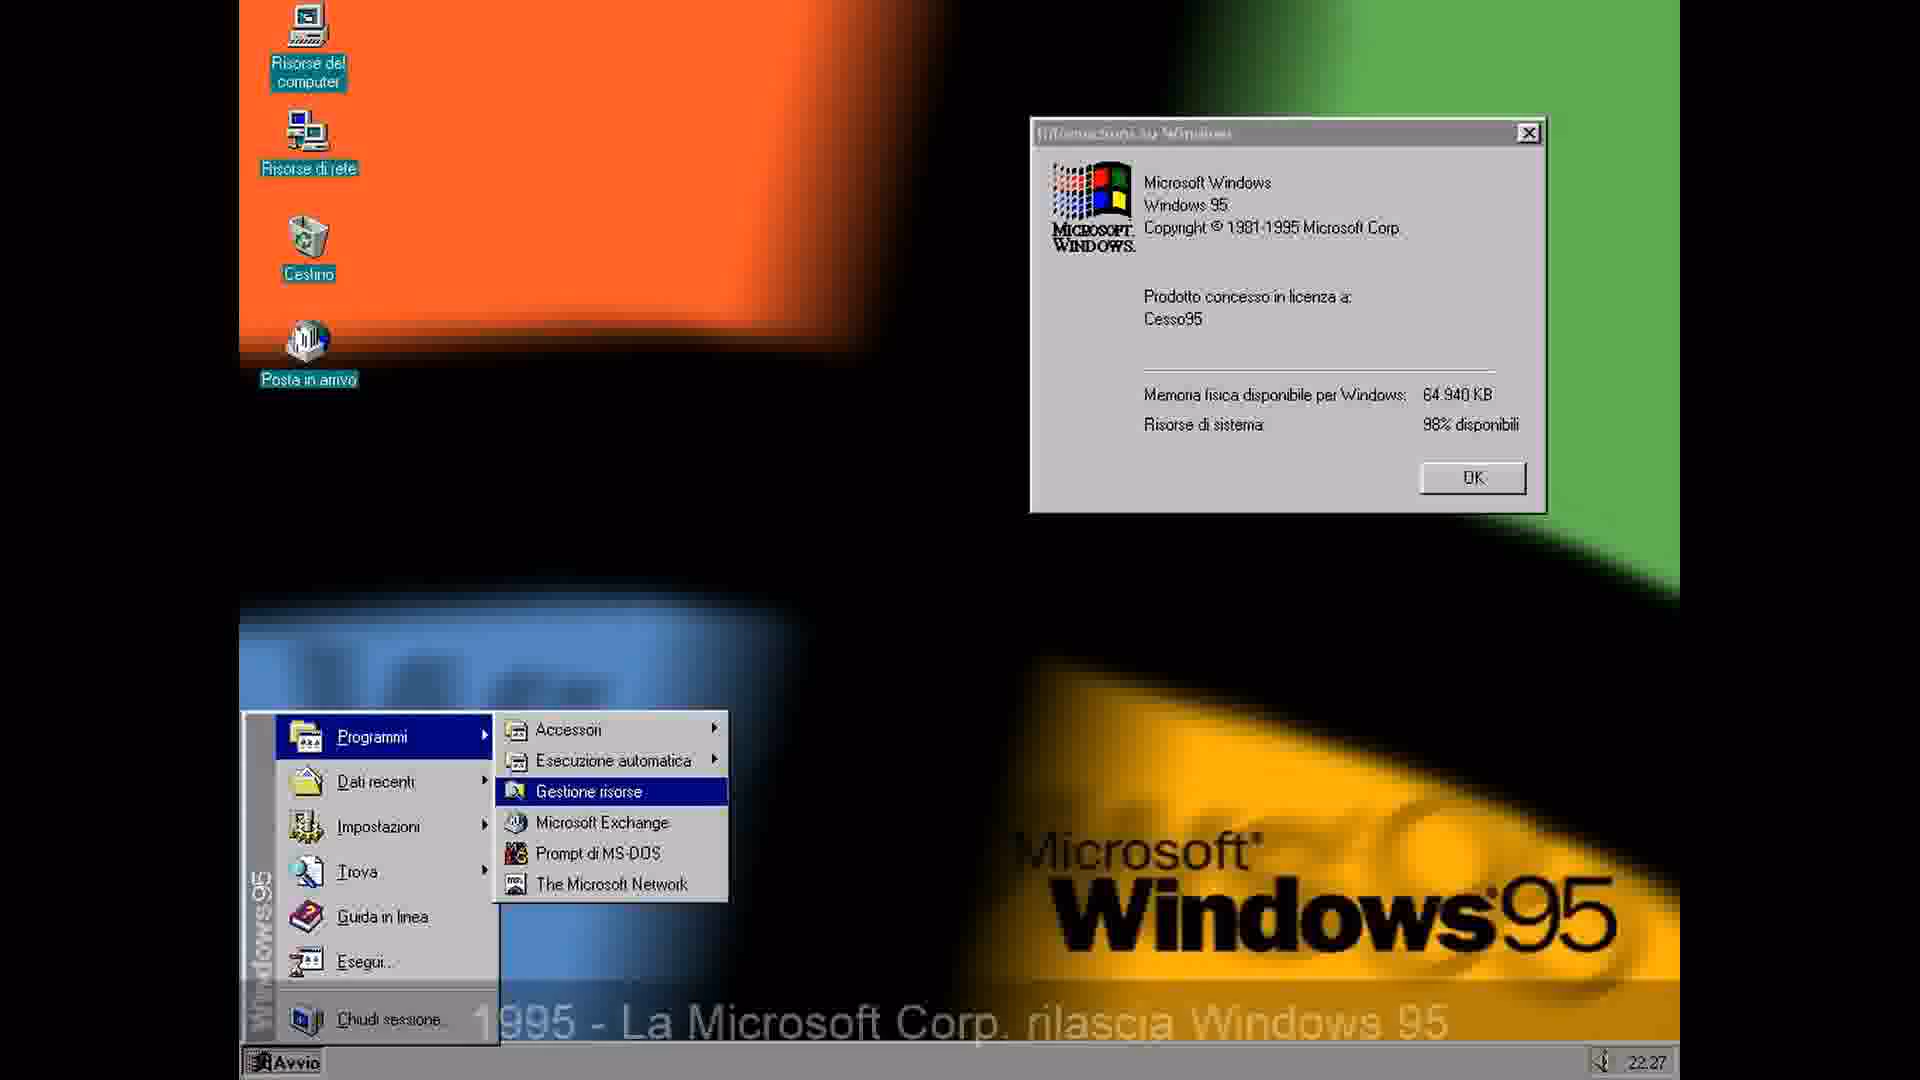 Risorse del
computer
Risorse di rete
Cestino
Posta in arrivo
Informazioni su Windows
Microsoft Windows
Windows 95
Copyright © 1981-1995 Microsoft Corp.
MICROSOFT.
WINDOWS.
Prodotto concesso in licenza a:
Cesso95
Memoria fisica disponibile per Windows: 64.940 KB
Risorse di sistema: 98% disponibili
OK
Programmi
Dati recenti
Impostazioni
Trova
Guida in linea
Esegui...
Chiudi sessione...
Windows95
Accessori
Esecuzione automatica
Gestione risorse
Microsoft Exchange
Prompt di MS-DOS
The Microsoft Network
Microsoft®
Windows®95
1995 - La Microsoft Corp. rilascia Windows 95
Avvio
22.27